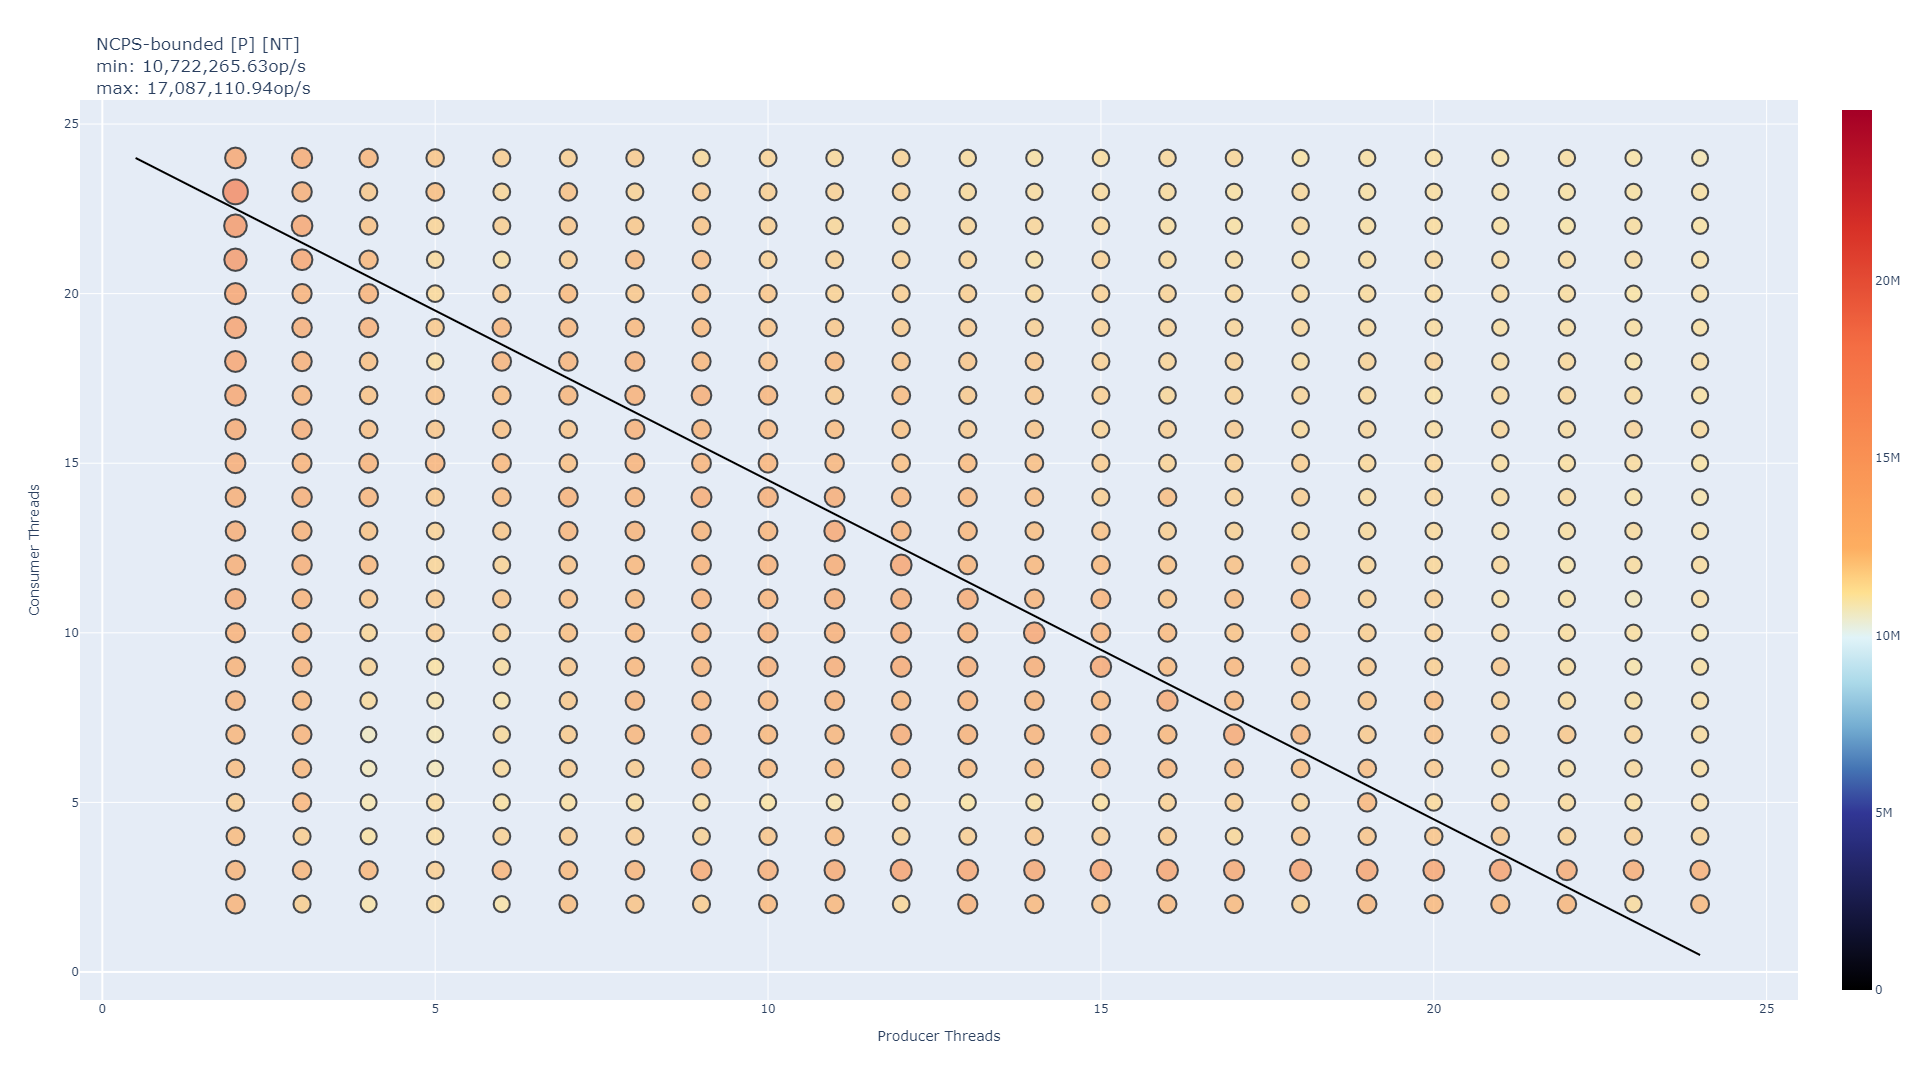 NCPS-bounded [P] [NT]
min: 10,722,265.63op/s
max: 17,087,110.94op/s
25
20
15
10
5
0
Consumer Threads
0
5
10
15
20
25
Producer Threads
20M
15M
10M
5M
0